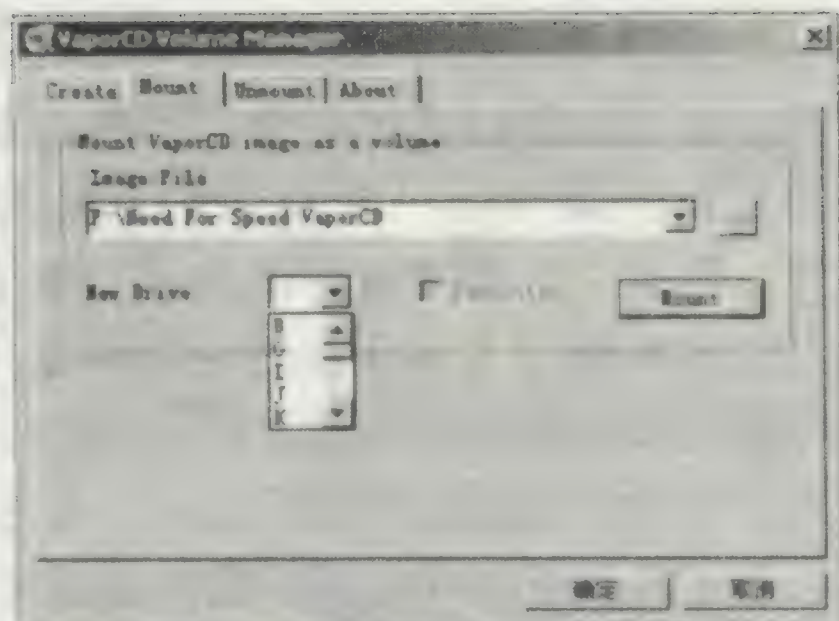 VaporCD Volume Manager
Create Mount Unmount About
Mount VaporCD image as a volume
Image File
F:\Need For Speed VaporCD
New Drive
Mount
I
J
K
确定 取消